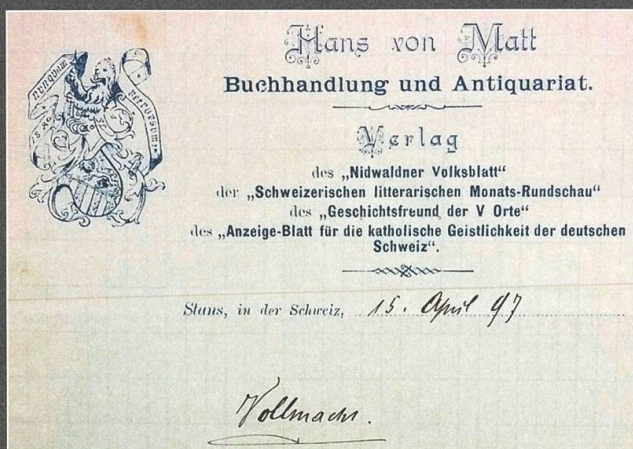 Hans von Matt
Buchhandlung und Antiquariat.
Verlag
des „Nidwaldner Volksblatt“
der „Schweizerischen litterarischen Monats-Rundschau“
des „Geschichtsfreund der V Orte“
des „Anzeige-Blatt für die katholische Geistlichkeit der deutschen
Schweiz“.
Stans, in der Schweiz, 15. April 97
Vollmacht.